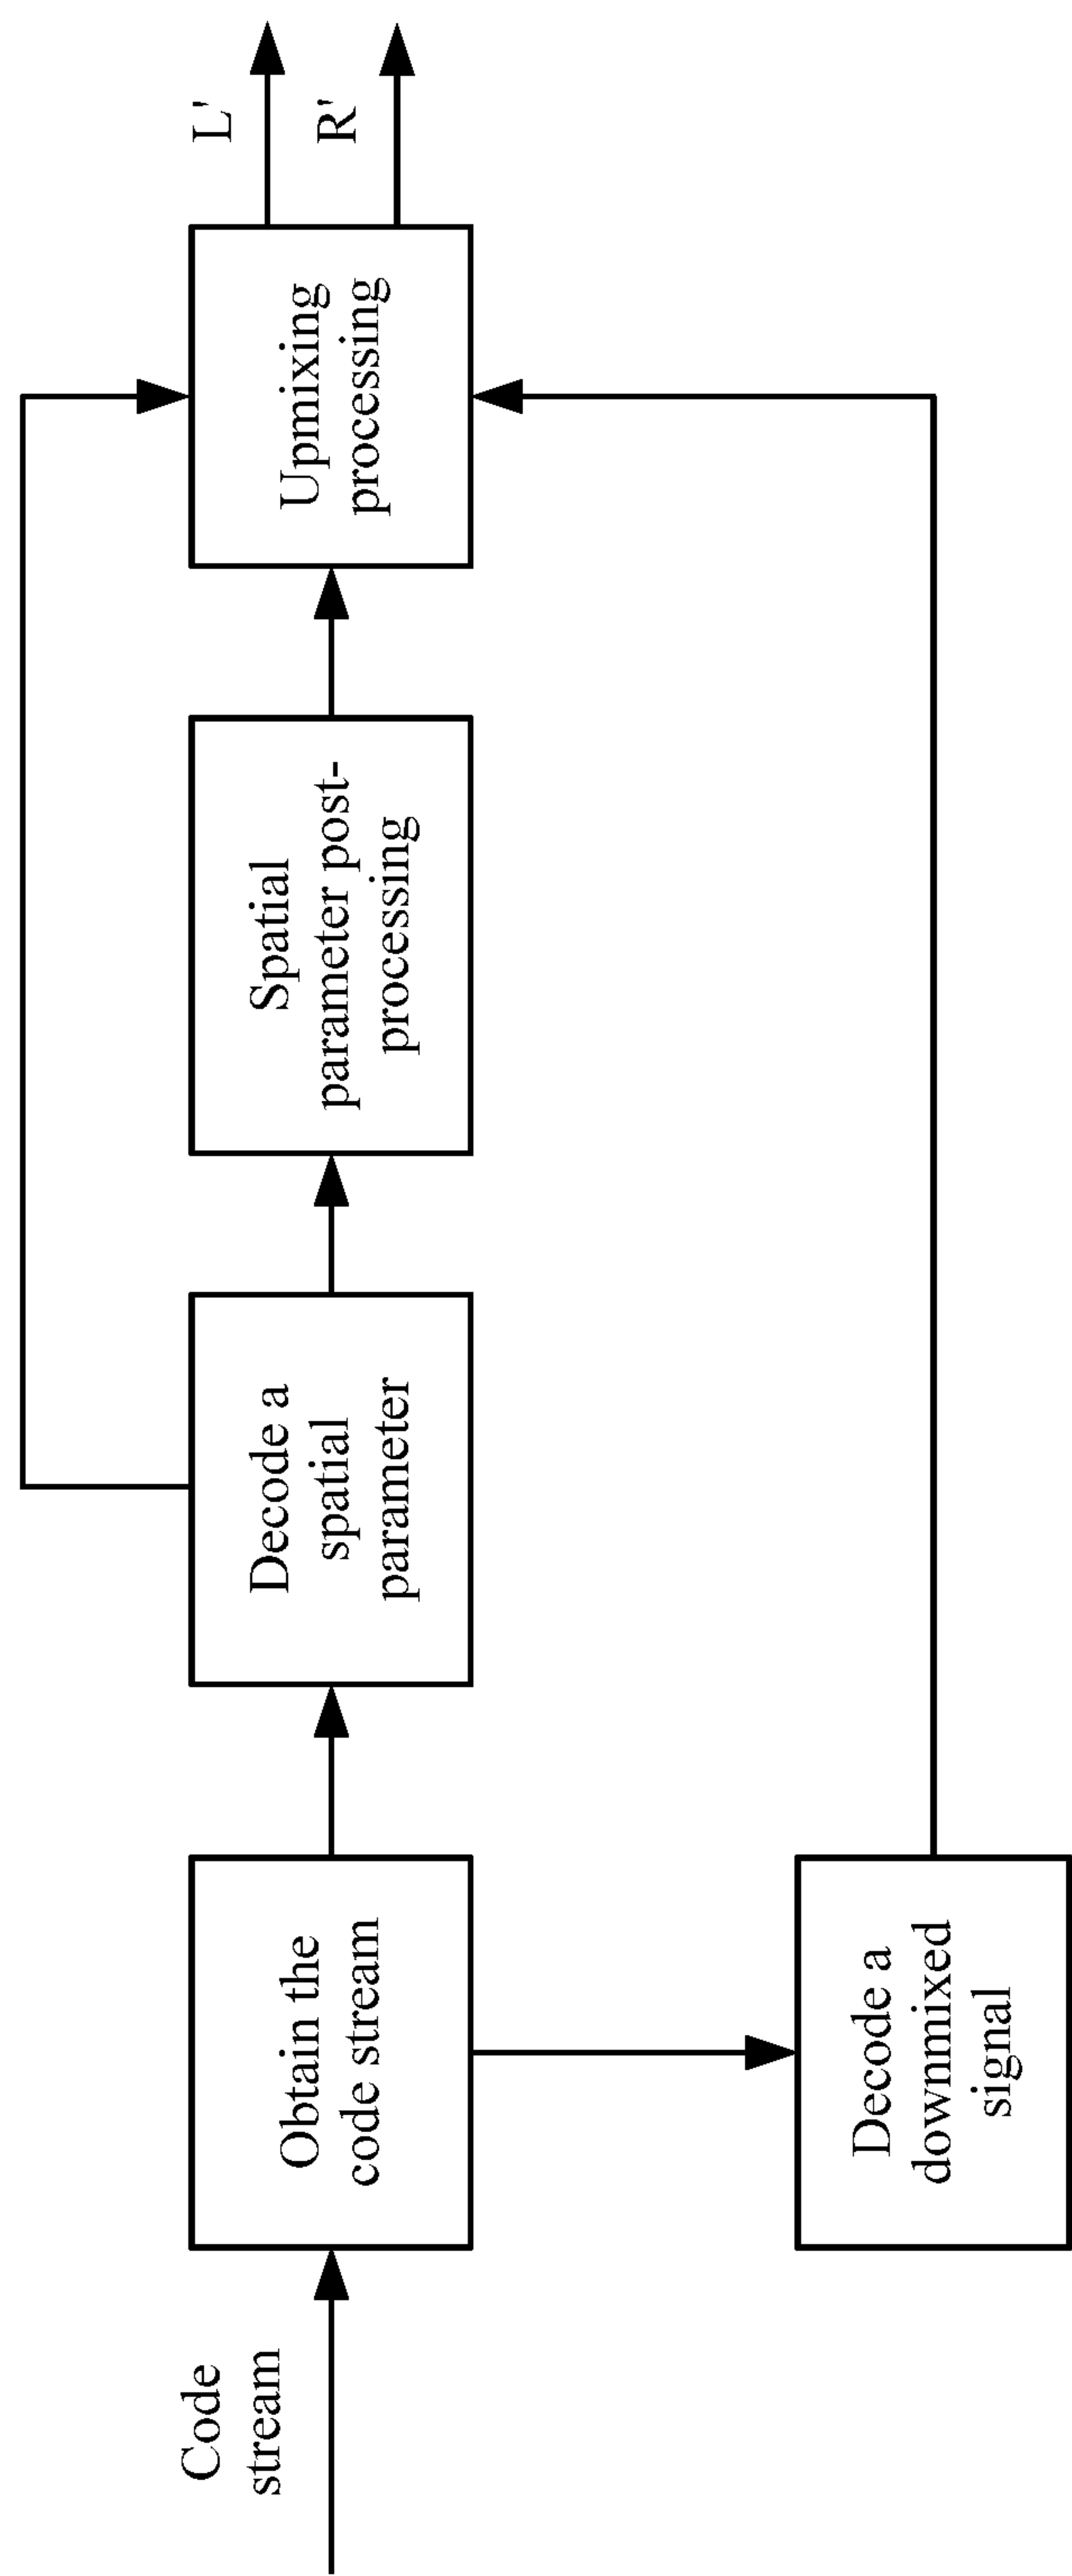 Code
stream
Obtain the
code stream
Decode a
spatial
parameter
Spatial
parameter post-
processing
Upmixing
processing
L'
R'
Decode a
downmixed
signal